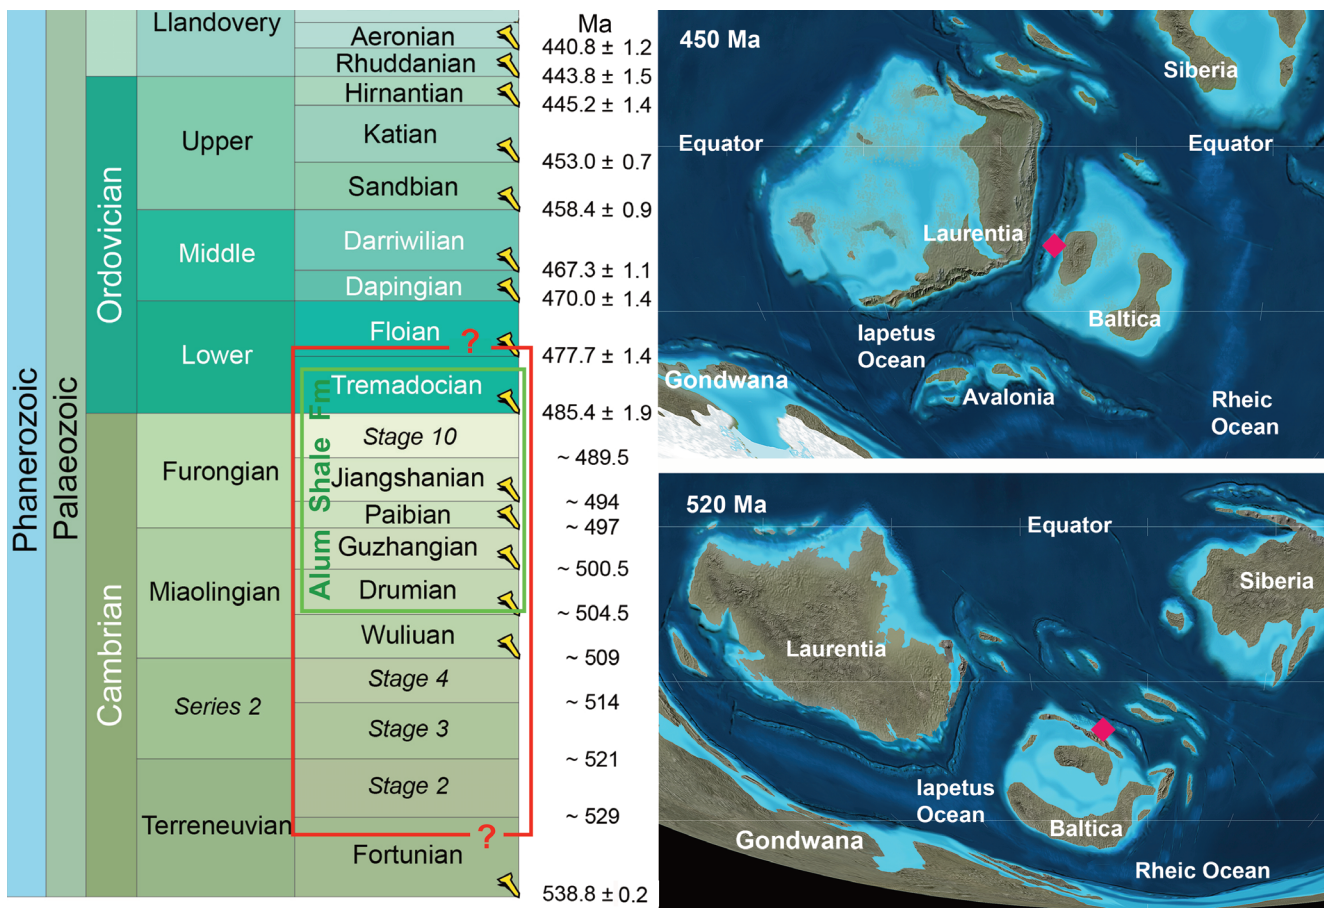 Phanerozoic
Palaeozoic
Ordovician
Cambrian
Llandovery
Upper
Middle
Lower
Furongian
Miaolingian
Series 2
Terreneuvian
Aeronian
Rhuddanian
Hirnantian
Katian
Sandbian
Darriwilian
Dapingian
Floian
?
Tremadocian
Stage 10
Jiangshanian
Paibian
Guzhangian
Drumian
Wuliuan
Stage 4
Stage 3
Stage 2
?
Fortunian
Alum Shale Fm
Ma
440.8 ± 1.2
443.8 ± 1.5
445.2 ± 1.4
453.0 ± 0.7
458.4 ± 0.9
467.3 ± 1.1
470.0 ± 1.4
477.7 ± 1.4
485.4 ± 1.9
~ 489.5
~ 494
~ 497
~ 500.5
~ 504.5
~ 509
~ 514
~ 521
~ 529
538.8 ± 0.2
450 Ma
Siberia
Equator
Equator
Laurentia
Baltica
Iapetus
Ocean
Gondwana
Avalonia
Rheic
Ocean
520 Ma
Equator
Siberia
Laurentia
Iapetus
Ocean
Baltica
Gondwana
Rheic Ocean